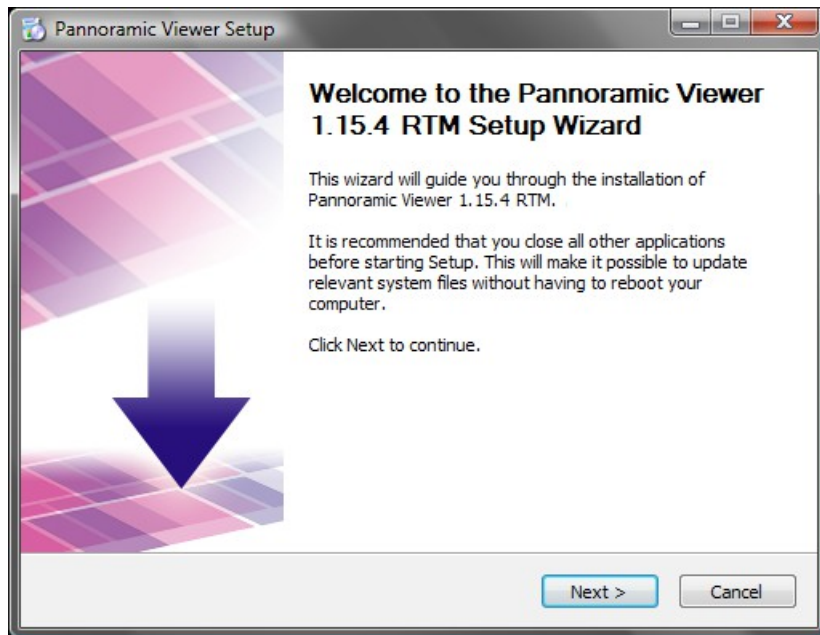 Pannoramic Viewer Setup
Welcome to the Pannoramic Viewer
1.15.4 RTM Setup Wizard
This wizard will guide you through the installation of
Pannoramic Viewer 1.15.4 RTM.
It is recommended that you close all other applications
before starting Setup. This will make it possible to update
relevant system files without having to reboot your
computer.
Click Next to continue.
Next >
Cancel